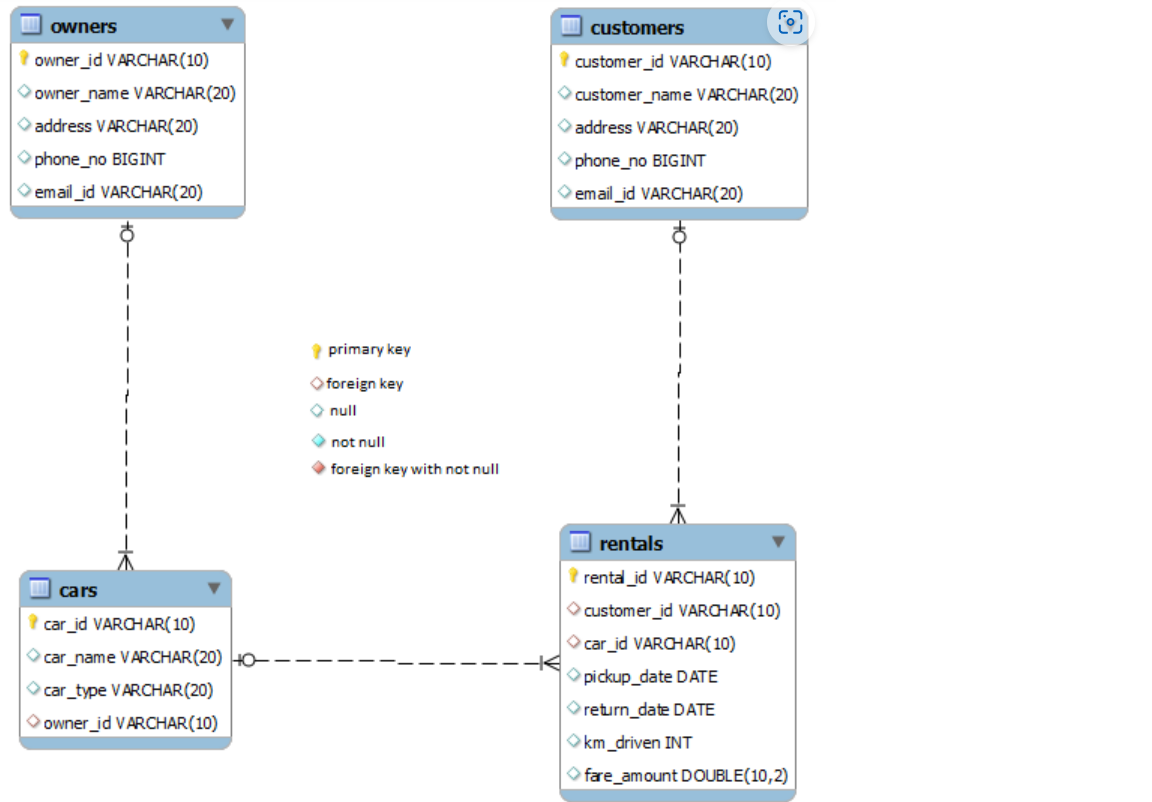 owners
owner_id VARCHAR(10)
owner_name VARCHAR(20)
address VARCHAR(20)
phone_no BIGINT
email_id VARCHAR(20)
customers
customer_id VARCHAR(10)
customer_name VARCHAR(20)
address VARCHAR(20)
phone_no BIGINT
email_id VARCHAR(20)
primary key
foreign key
null
not null
foreign key with not null
cars
car_id VARCHAR(10)
car_name VARCHAR(20)
car_type VARCHAR(20)
owner_id VARCHAR(10)
rentals
rental_id VARCHAR(10)
customer_id VARCHAR(10)
car_id VARCHAR(10)
pickup_date DATE
return_date DATE
km_driven INT
fare_amount DOUBLE(10,2)